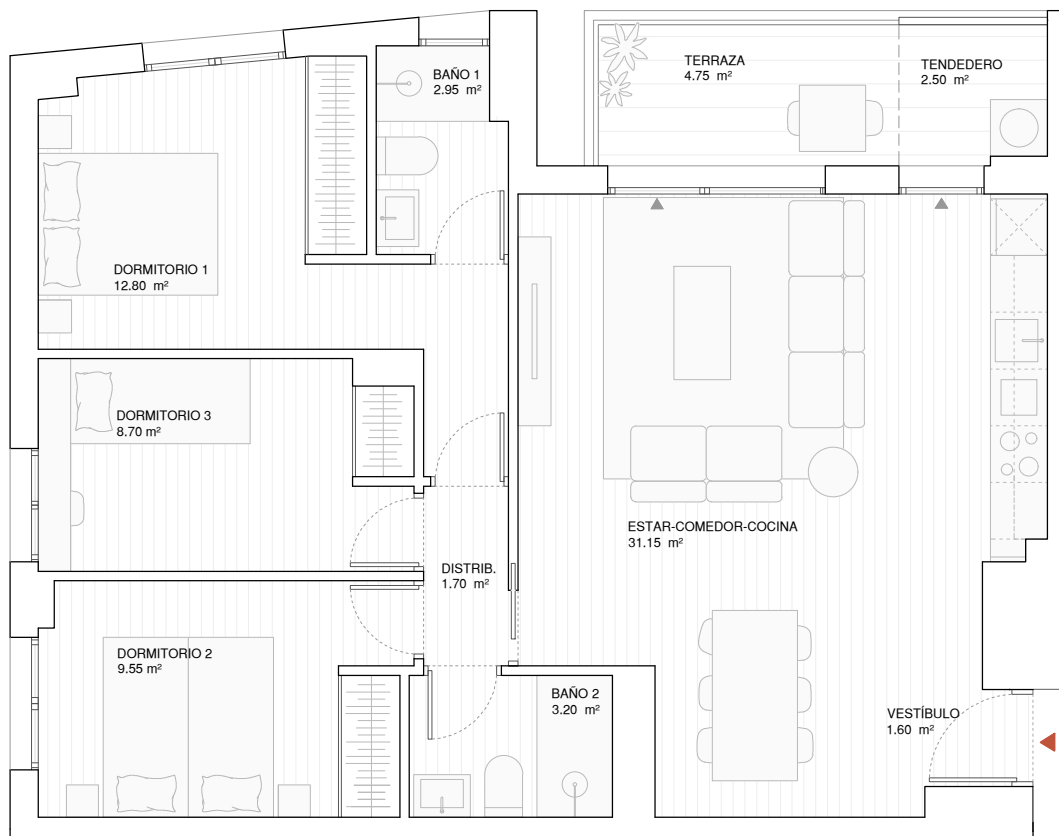 BAÑO 1
2.95 m²
TERRAZA
4.75 m²
TENDEDERO
2.50 m²
DORMITORIO 1
12.80 m²
DORMITORIO 3
8.70 m²
ESTAR-COMEDOR-COCINA
31.15 m²
DISTRIB.
1.70 m²
DORMITORIO 2
9.55 m²
BAÑO 2
3.20 m²
VESTÍBULO
1.60 m²